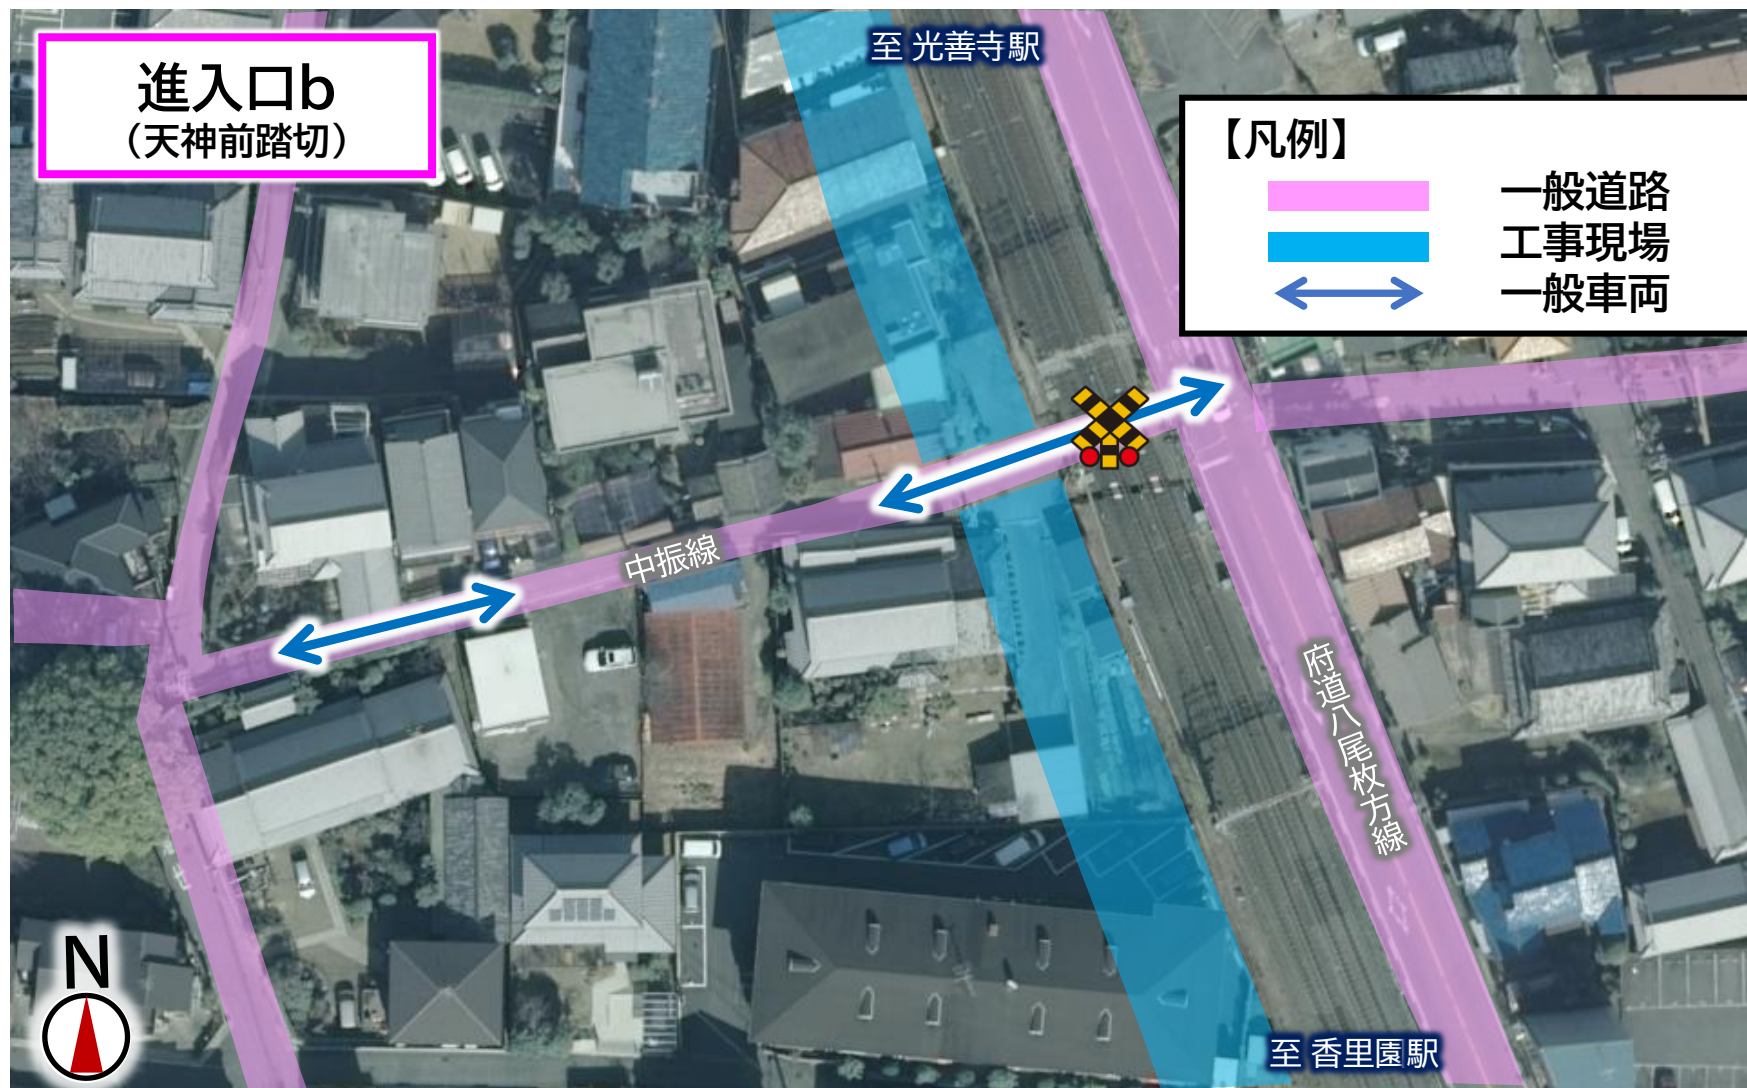 進入口b
（天神前踏切）
至 光善寺駅
【凡例】
一般道路
工事現場
一般車両
中振線
府道八尾枚方線
N
至 香里園駅